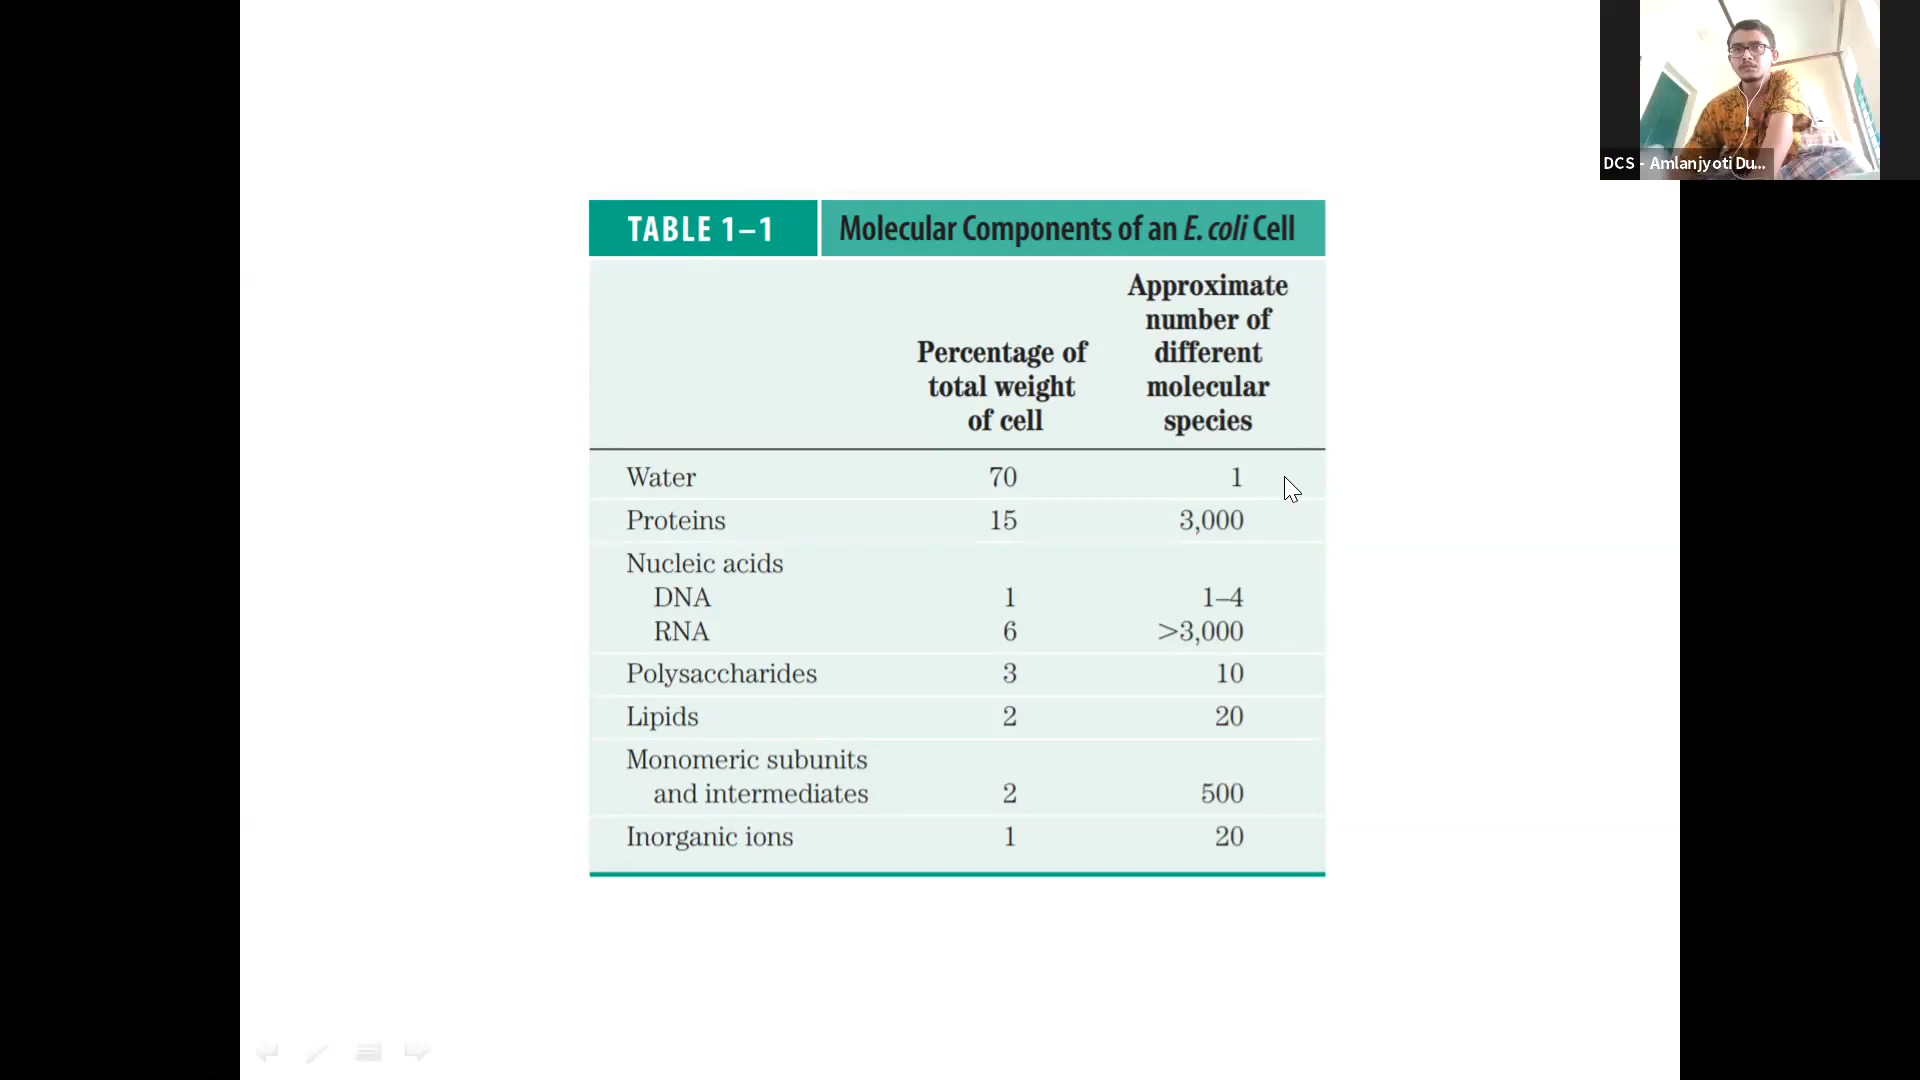 DCS - Amlanjyoti Du...
TABLE 1–1 Molecular Components of an E. coli Cell
Percentage of total weight of cell
Approximate number of different molecular species
Water 70 1
Proteins 15 3,000
Nucleic acids
DNA 1 1–4
RNA 6 >3,000
Polysaccharides 3 10
Lipids 2 20
Monomeric subunits
and intermediates 2 500
Inorganic ions 1 20